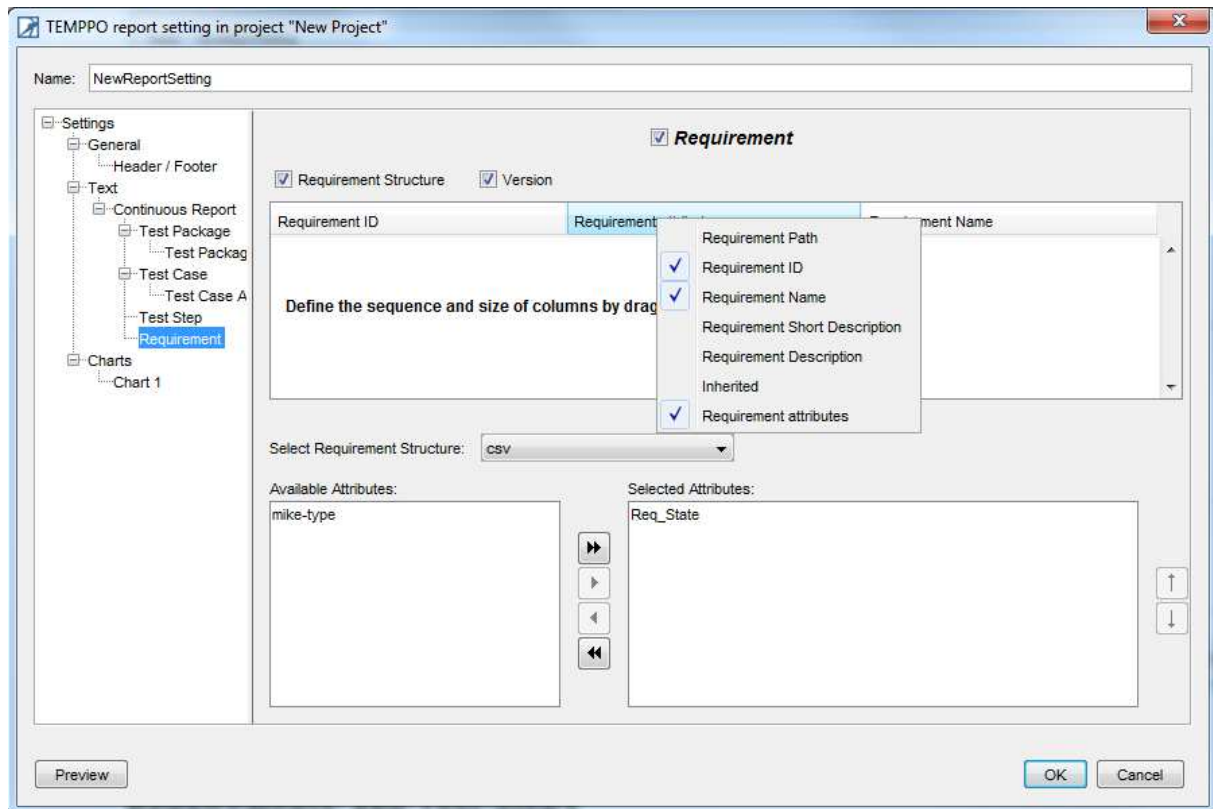 TEMPPO report setting in project "New Project"
Name: NewReportSetting
Settings
General
Header / Footer
Text
Continuous Report
Test Package
Test Packag
Test Case
Test Case A
Test Step
Requirement
Charts
Chart 1
Requirement
Requirement Structure Version
Requirement ID Requirement ment Name
Define the sequence and size of columns by drag
Requirement Path
Requirement ID
Requirement Name
Requirement Short Description
Requirement Description
Inherited
Requirement attributes
Select Requirement Structure: csv
Available Attributes: Selected Attributes:
mike-type Req_State
Preview OK Cancel